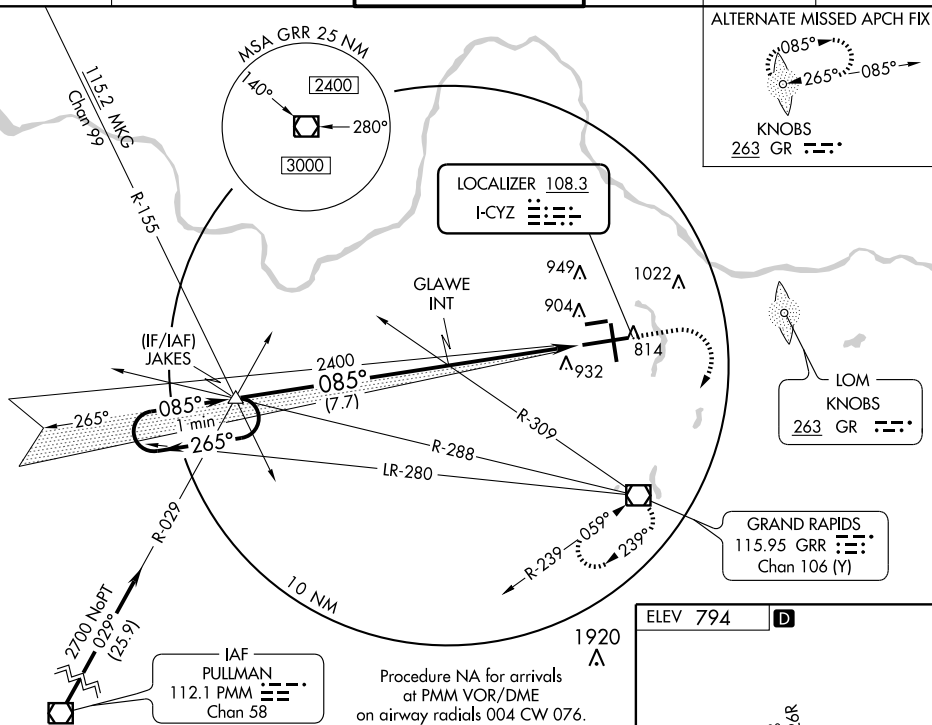 ALTERNATE MISSED APCH FIX
085°
265°
085°
KNOBS
263 GR
MSA GRR 25 NM
140°
2400
280°
3000
115.2 MKG
Chan 99
R-155
LOCALIZER 108.3
I-CYZ
949
1022
904
GLAWE
INT
814
932
(IF/IAF)
JAKES
2400
085°
(7.7)
265°
085°
1 min
265°
R-309
R-288
LR-280
LOM
KNOBS
263 GR
R-029
R-239
059°
239°
GRAND RAPIDS
115.95 GRR
Chan 106 (Y)
10 NM
2700 NoPT
029°
(25.9)
IAF
PULLMAN
112.1 PMM
Chan 58
1920
Procedure NA for arrivals
at PMM VOR/DME
on airway radials 004 CW 076.
ELEV 794
D
26R